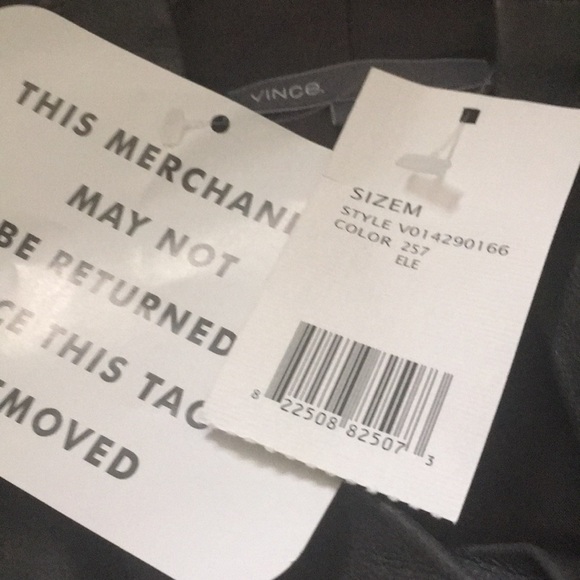 VINCE.
THIS MERCHANI
MAY NOT
BE RETURNED
CE THIS TAG
EMOVED
SIZEM
STYLE V014290166
COLOR 257
ELE
8 22508 82507 3